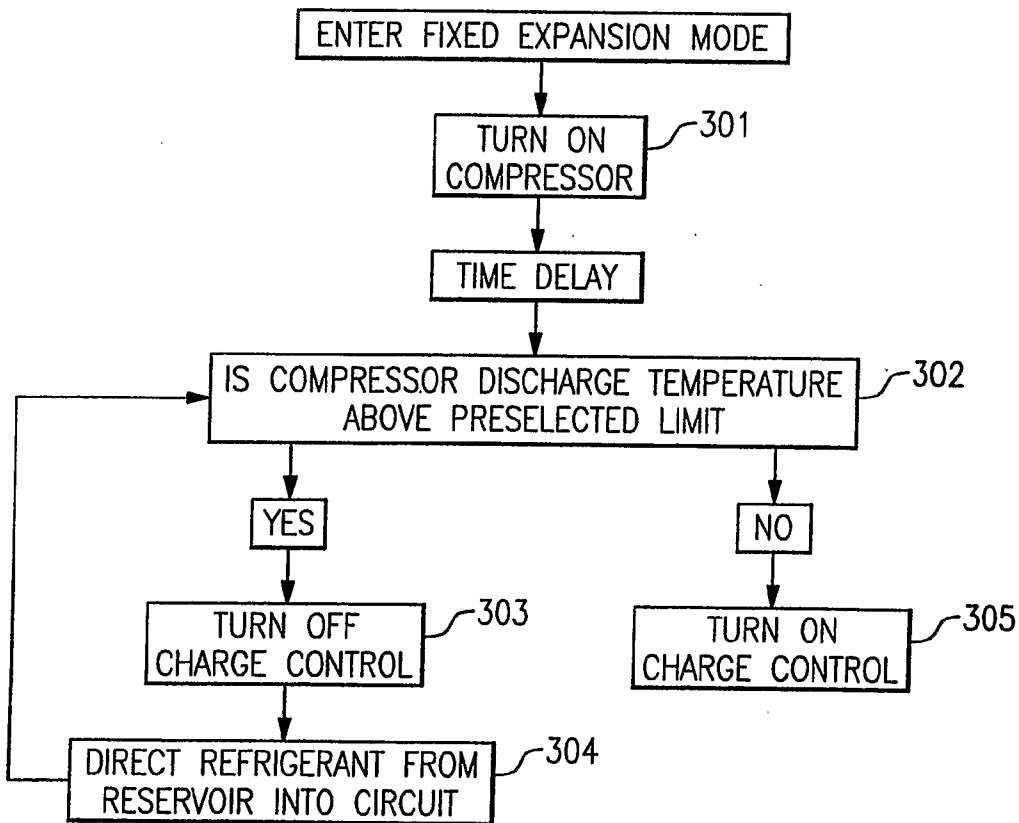 ENTER FIXED EXPANSION MODE
TURN ON
COMPRESSOR
301
TIME DELAY
IS COMPRESSOR DISCHARGE TEMPERATURE
ABOVE PRESELECTED LIMIT
302
YES
NO
TURN OFF
CHARGE CONTROL
303
TURN ON
CHARGE CONTROL
305
DIRECT REFRIGERANT FROM
RESERVOIR INTO CIRCUIT
304